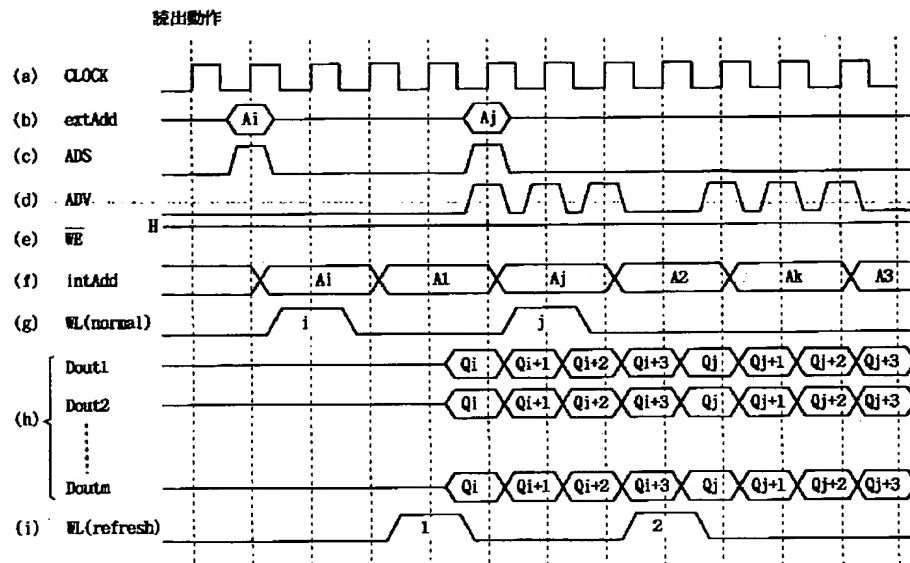 読出動作
(a) CLOCK
(b) extAdd Ai Aj
(c) ADS
(d) ADV
(e) WE H
(f) intAdd Ai A1 Aj A2 Ak A3
(g) WL(normal) i j
Dout1 Qi Qi+1 Qi+2 Qi+3 Qj Qj+1 Qj+2 Qj+3
(h) Dout2 Qi Qi+1 Qi+2 Qi+3 Qj Qj+1 Qj+2 Qj+3
Doutm Qi Qi+1 Qi+2 Qi+3 Qj Qj+1 Qj+2 Qj+3
(i) WL(refresh) 1 2